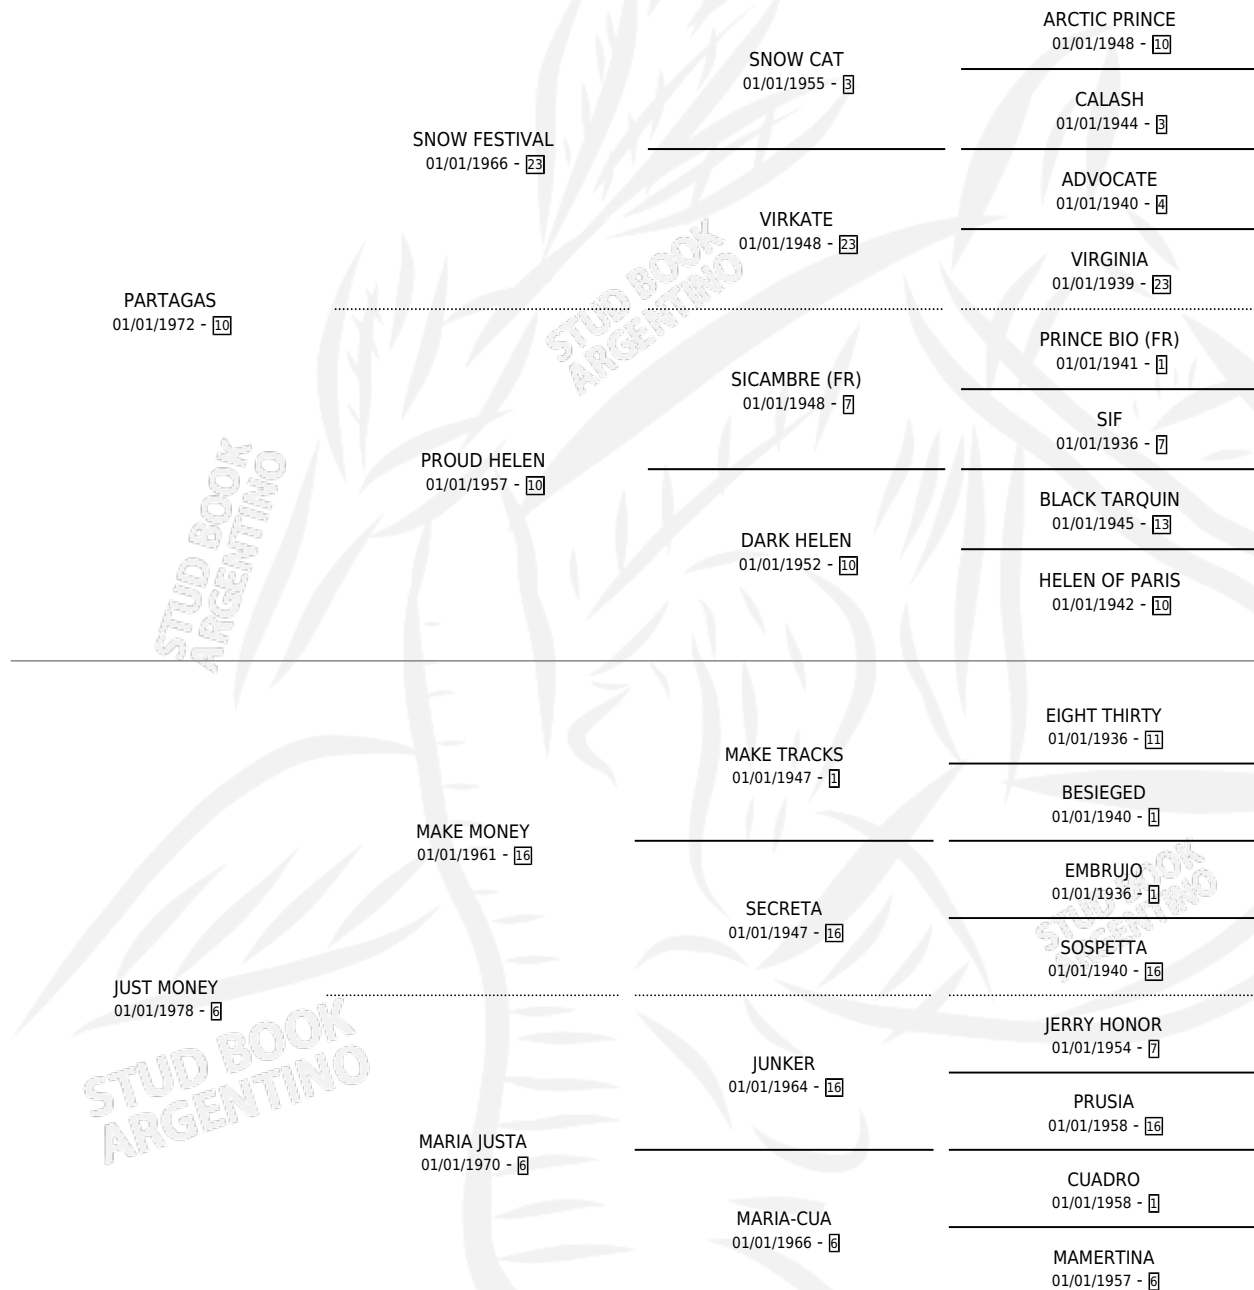 PARTAGAS
01/01/1972 - 10
SNOW FESTIVAL
01/01/1966 - 23
SNOW CAT
01/01/1955 - 3
ARCTIC PRINCE
01/01/1948 - 10
CALASH
01/01/1944 - 3
VIRKATE
01/01/1948 - 23
ADVOCATE
01/01/1940 - 4
VIRGINIA
01/01/1939 - 23
PROUD HELEN
01/01/1957 - 10
SICAMBRE (FR)
01/01/1948 - 7
PRINCE BIO (FR)
01/01/1941 - 1
SIF
01/01/1936 - 7
DARK HELEN
01/01/1952 - 10
BLACK TARQUIN
01/01/1945 - 13
HELEN OF PARIS
01/01/1942 - 10
JUST MONEY
01/01/1978 - 6
MAKE MONEY
01/01/1961 - 16
MAKE TRACKS
01/01/1947 - 1
EIGHT THIRTY
01/01/1936 - 11
BESIEGED
01/01/1940 - 1
SECRETA
01/01/1947 - 16
EMBRUJO
01/01/1936 - 1
SOSPETTA
01/01/1940 - 16
MARIA JUSTA
01/01/1970 - 6
JUNKER
01/01/1964 - 16
JERRY HONOR
01/01/1954 - 7
PRUSIA
01/01/1958 - 16
MARIA-CUA
01/01/1966 - 6
CUADRO
01/01/1958 - 1
MAMERTINA
01/01/1957 - 6
STUD BOOK
ARGENTINO
STUD BOOK
ARGENTINO
STUD BOOK
ARGENTINO
STUD BOOK
ARGENTINO